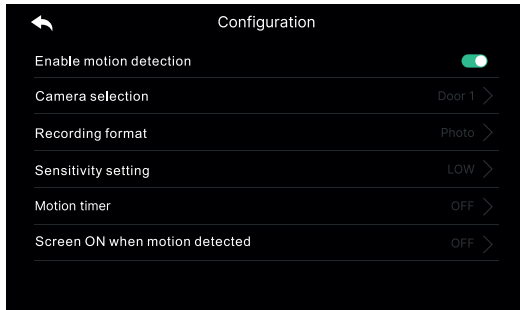 Configuration
Enable motion detection
Camera selection Door 1
Recording format Photo
Sensitivity setting LOW
Motion timer OFF
Screen ON when motion detected OFF